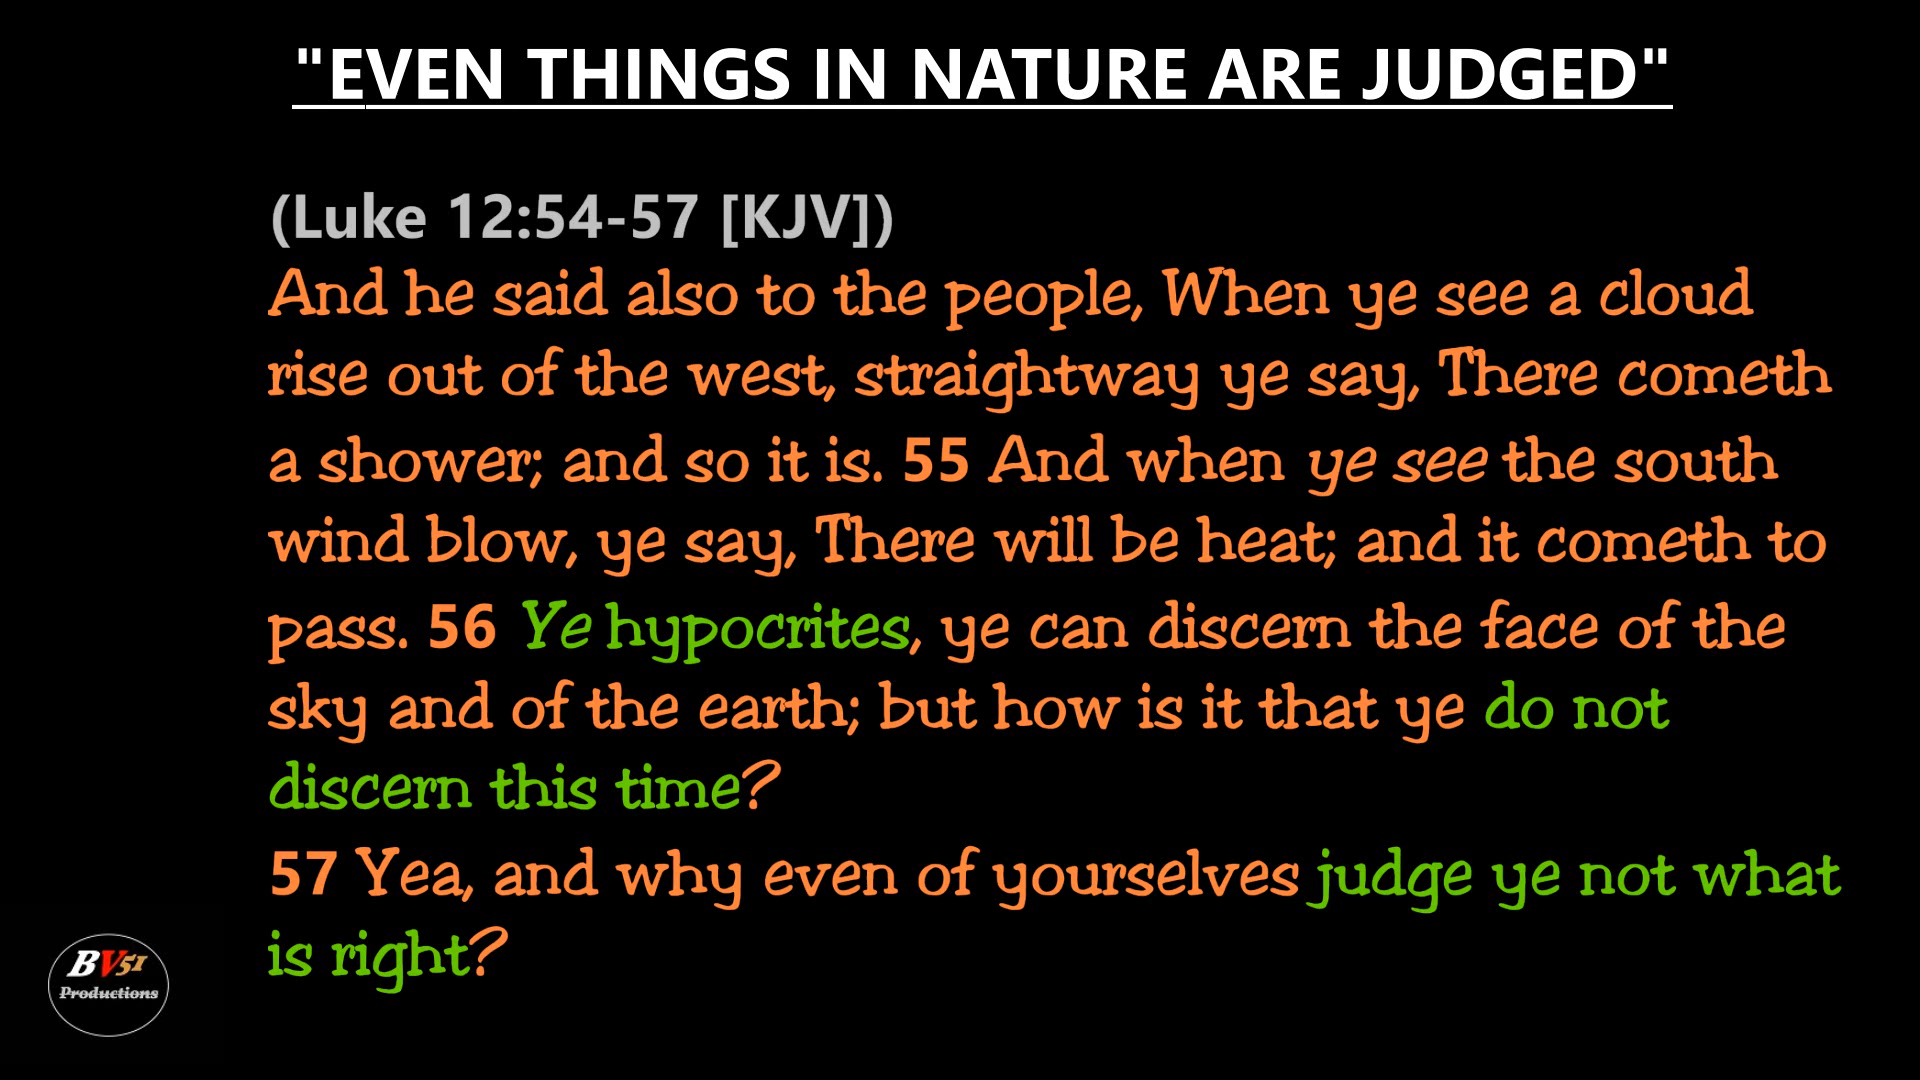 "EVEN THINGS IN NATURE ARE JUDGED"
(Luke 12:54-57 [KJV])
And he said also to the people, When ye see a cloud
rise out of the west, straightway ye say, There cometh
a shower; and so it is. 55 And when ye see the south
wind blow, ye say, There will be heat; and it cometh to
pass. 56 Ye hypocrites, ye can discern the face of the
sky and of the earth; but how is it that ye do not
discern this time?
57 Yea, and why even of yourselves judge ye not what
is right?
BV51
Productions